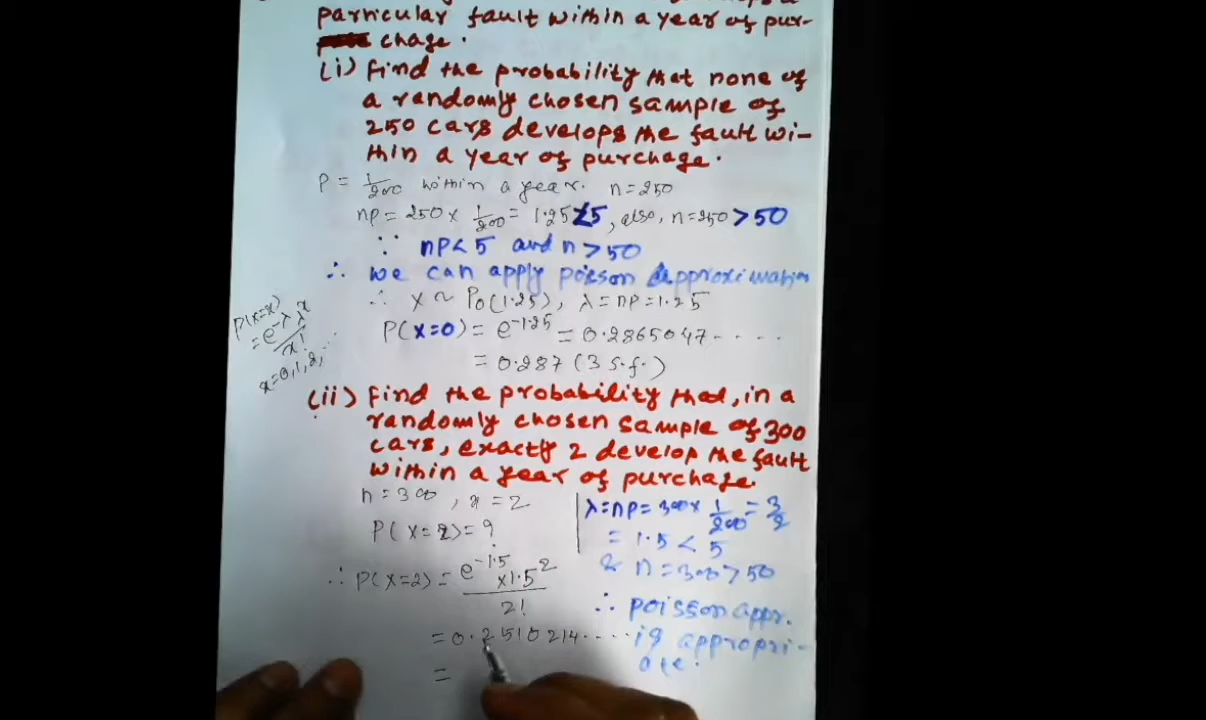 particular fault within a year of pur-
chage.
(i) Find the probability that none of
a randomly chosen sample of
250 cars develops the fault wi-
thin a year of purchage.
P = 1/200 within a year. n=250
np = 250 × 1/200 = 1.25<5, also, n=250>50
∵ np<5 and n>50
∴ we can apply poisson approximation
∴ X ~ Po(1.25), λ=np=1.25
P(X=0) = e^-1.25 = 0.2865047.....
= 0.287 (3 s.f.)
P(X=x)
= e^-λ λ^x / x!
x=0,1,2,...
(ii) Find the probability that, in a
randomly chosen sample of 300
cars, exactly 2 develop the fault
within a year of purchage.
n=300, x=2
P(X=2)=?
∴ P(X=2) = e^-1.5 ×1.5^2 / 2!
= 0.2510214....
=
λ=np=300× 1/200 = 3/2
= 1.5 < 5
& n=300>50
∴ poisson appr.
is appropri-
ate.